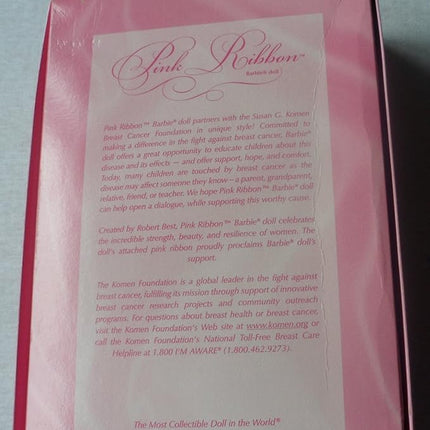 Pink Ribbon™
Barbie® doll
Pink Ribbon™ Barbie® doll partners with the Susan G. Komen
Breast Cancer Foundation in unique style! Committed to
making a difference in the fight against breast cancer, Barbie®
doll offers a great opportunity to educate children about this
disease and its effects — and offer support, hope, and comfort.
Today, many children are touched by breast cancer as the
disease may affect someone they know – a parent, grandparent,
relative, friend, or teacher. We hope Pink Ribbon™ Barbie® doll
can help open a dialogue, while supporting this worthy cause.
Created by Robert Best, Pink Ribbon™ Barbie® doll celebrates
the incredible strength, beauty, and resilience of women. The
doll's attached pink ribbon proudly proclaims Barbie® doll's
support.
The Komen Foundation is a global leader in the fight against
breast cancer, fulfilling its mission through support of innovative
breast cancer research projects and community outreach
programs. For questions about breast health or breast cancer,
visit the Komen Foundation's Web site at www.komen.org or
call the Komen Foundation's National Toll-Free Breast Care
Helpline at 1.800 I'M AWARE® (1.800.462.9273).
The Most Collectible Doll in the World®